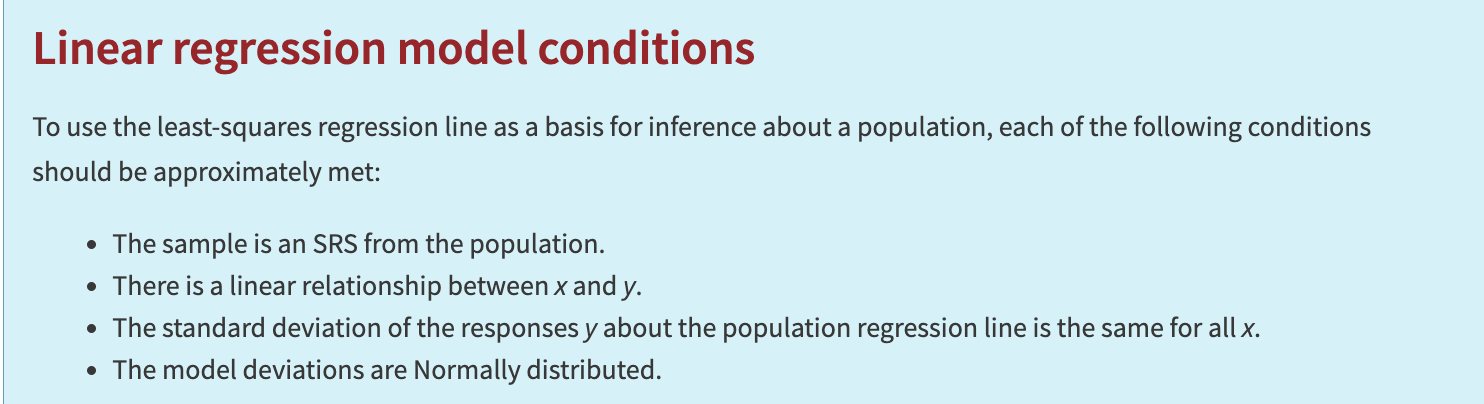 Linear regression model conditions
To use the least-squares regression line as a basis for inference about a population, each of the following conditions
should be approximately met:
• The sample is an SRS from the population.
• There is a linear relationship between x and y.
• The standard deviation of the responses y about the population regression line is the same for all x.
• The model deviations are Normally distributed.